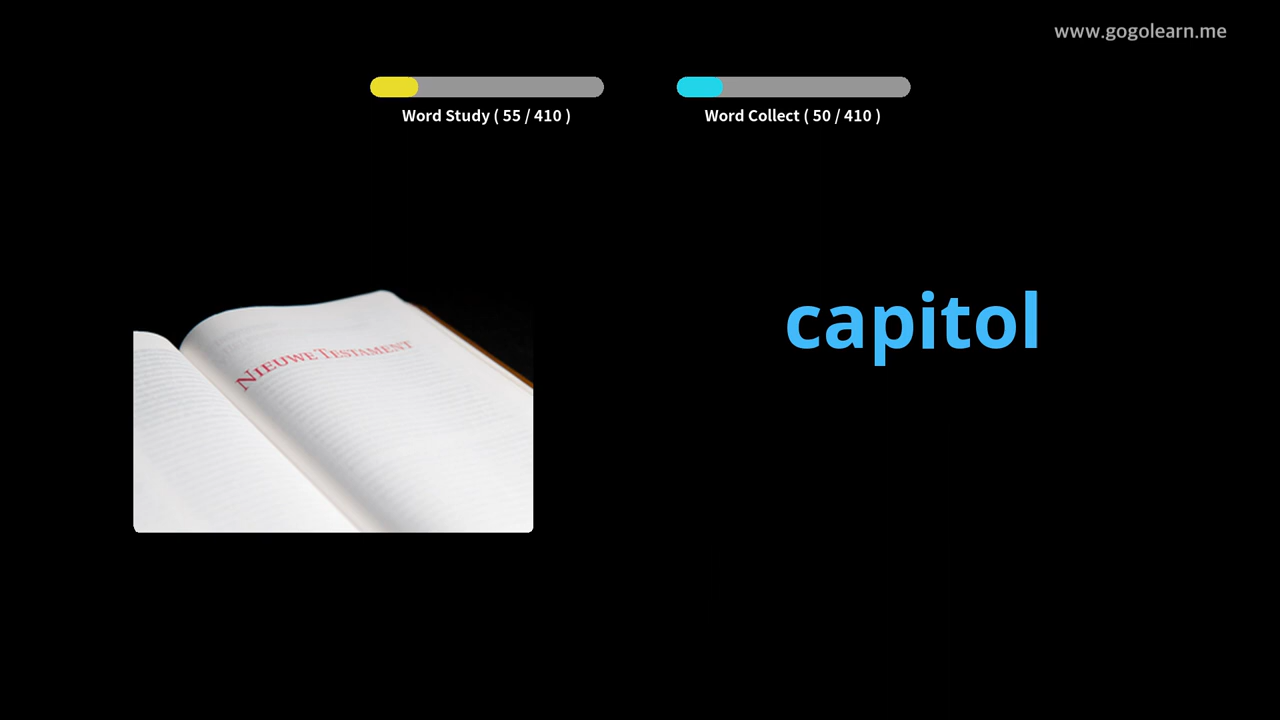 www.gogolearn.me
Word Study ( 55 / 410 )
Word Collect ( 50 / 410 )
capitol
NIEUWE TESTAMENT